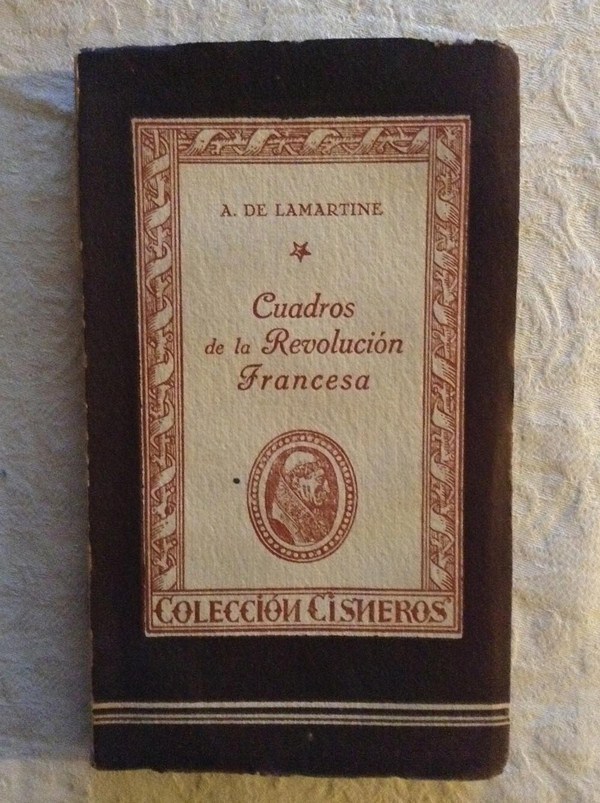 A. DE LAMARTINE
Cuadros
de la Revolución
Francesa
COLECCIÓN CISNEROS